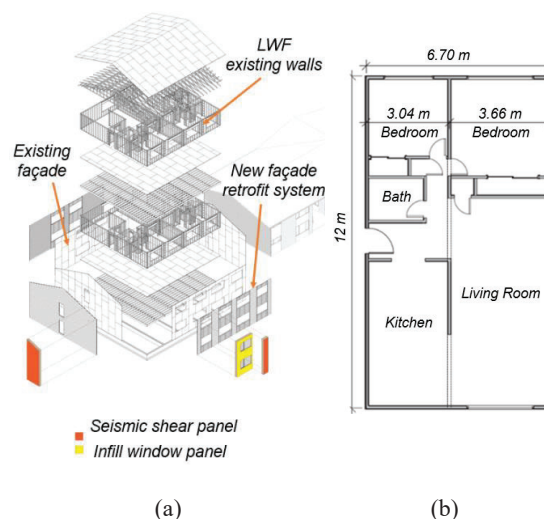 LWF
existing walls
Existing
façade
New façade
retrofit system
Seismic shear panel
Infill window panel
(a)
6.70 m
3.04 m
3.66 m
Bedroom
Bedroom
Bath
12 m
Kitchen
Living Room
(b)